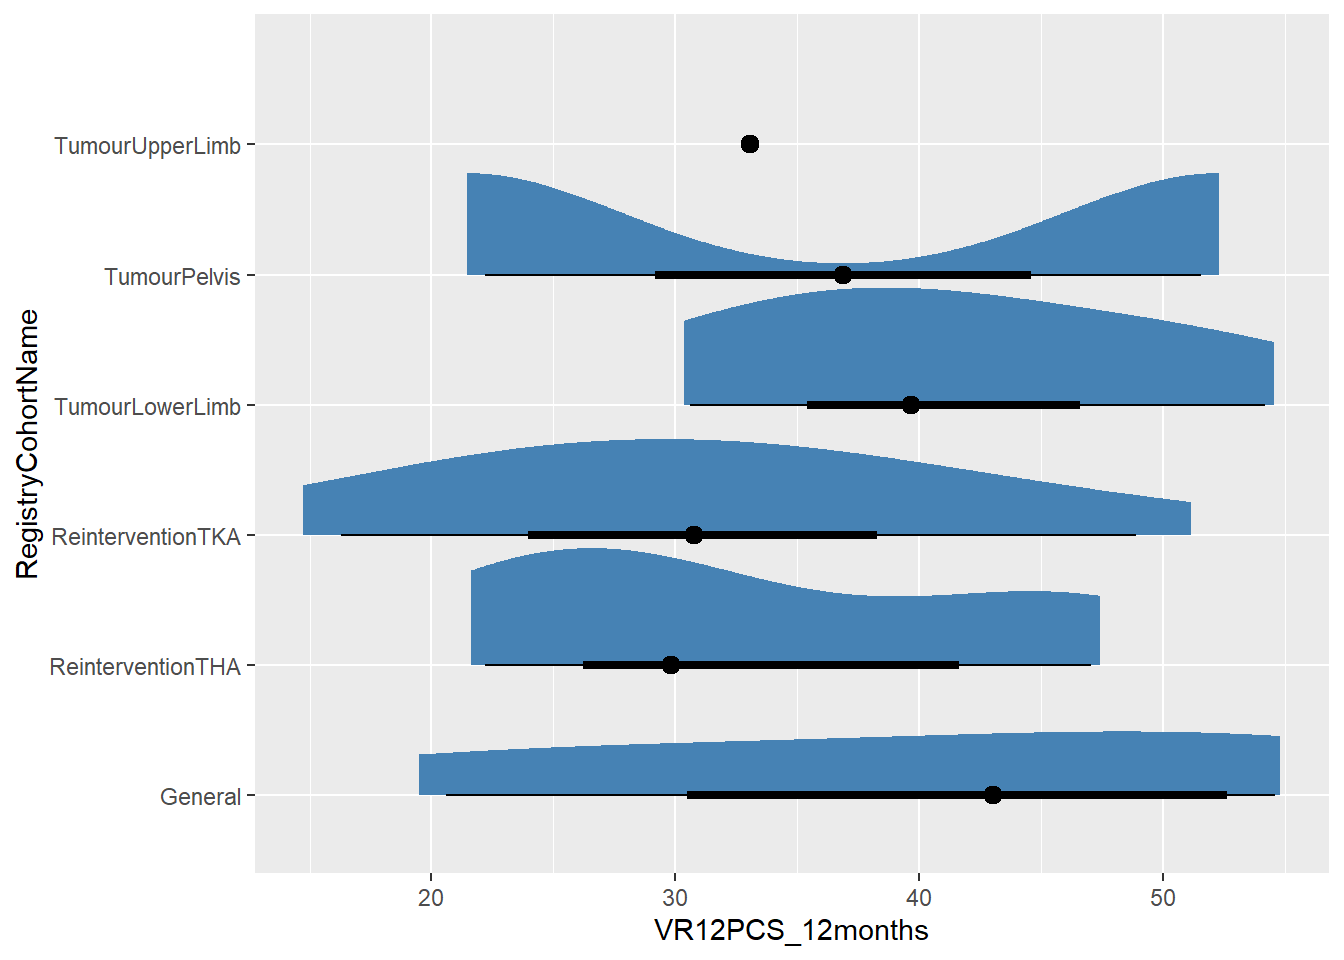 TumourUpperLimb
TumourPelvis
TumourLowerLimb
ReinterventionTKA
ReinterventionTHA
General
RegistryCohortName
20 30 40 50
VR12PCS_12months